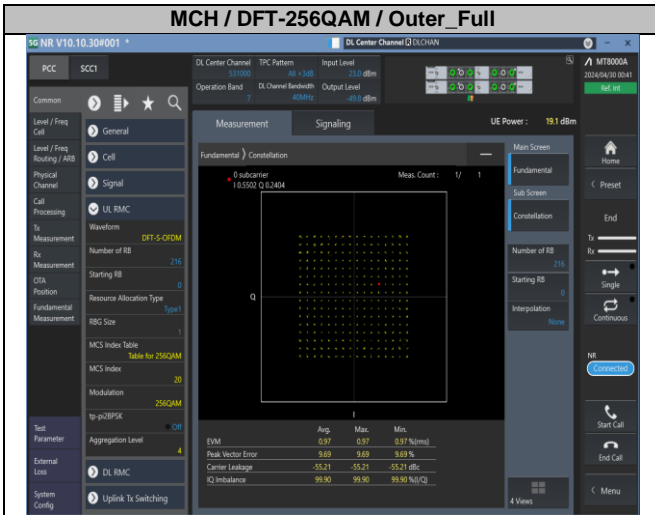 MCH / DFT-256QAM / Outer_Full
5G NR V10.10.30#001 *
DL Center Channel DLCHAN
PCC
SCC1
DL Center Channel
TPC Pattern
Input Level
531000
All +3dB
23.0 dBm
Operation Band
DL Channel Bandwidth
Output Level
7
40MHz
-49.8 dBm
MT8000A
2024/04/30 00:41
Ref. Int
Common
Level / Freq
Cell
Level / Freq
Routing / ARB
Physical
Channel
Call
Processing
Tx
Measurement
Rx
Measurement
OTA
Position
Fundamental
Measurement
Test
Parameter
External
Loss
System
Config
General
Cell
Signal
UL RMC
Waveform
DFT-S-OFDM
Number of RB
216
Starting RB
0
Resource Allocation Type
Type1
RBG Size
1
MCS Index Table
Table for 256QAM
MCS Index
20
Modulation
256QAM
tp-pi2BPSK
Off
Aggregation Level
4
DL RMC
Uplink Tx Switching
Measurement
Signaling
UE Power : 19.1 dBm
Fundamental
Constellation
0 subcarrier
I 0.5502 Q 0.2404
Meas. Count : 1/ 1
Q
I
Avg. Max. Min.
EVM 0.97 0.97 0.97 %(rms)
Peak Vector Error 9.69 9.69 9.69 %
Carrier Leakage -55.21 -55.21 -55.21 dBc
IQ Imbalance 99.90 99.90 99.90 %(I/Q)
Main Screen
Fundamental
Sub Screen
Constellation
Number of RB
216
Starting RB
0
Interpolation
None
4 Views
Home
Preset
End
Tx
Rx
Single
Continuous
NR
Connected
Start Call
End Call
Menu